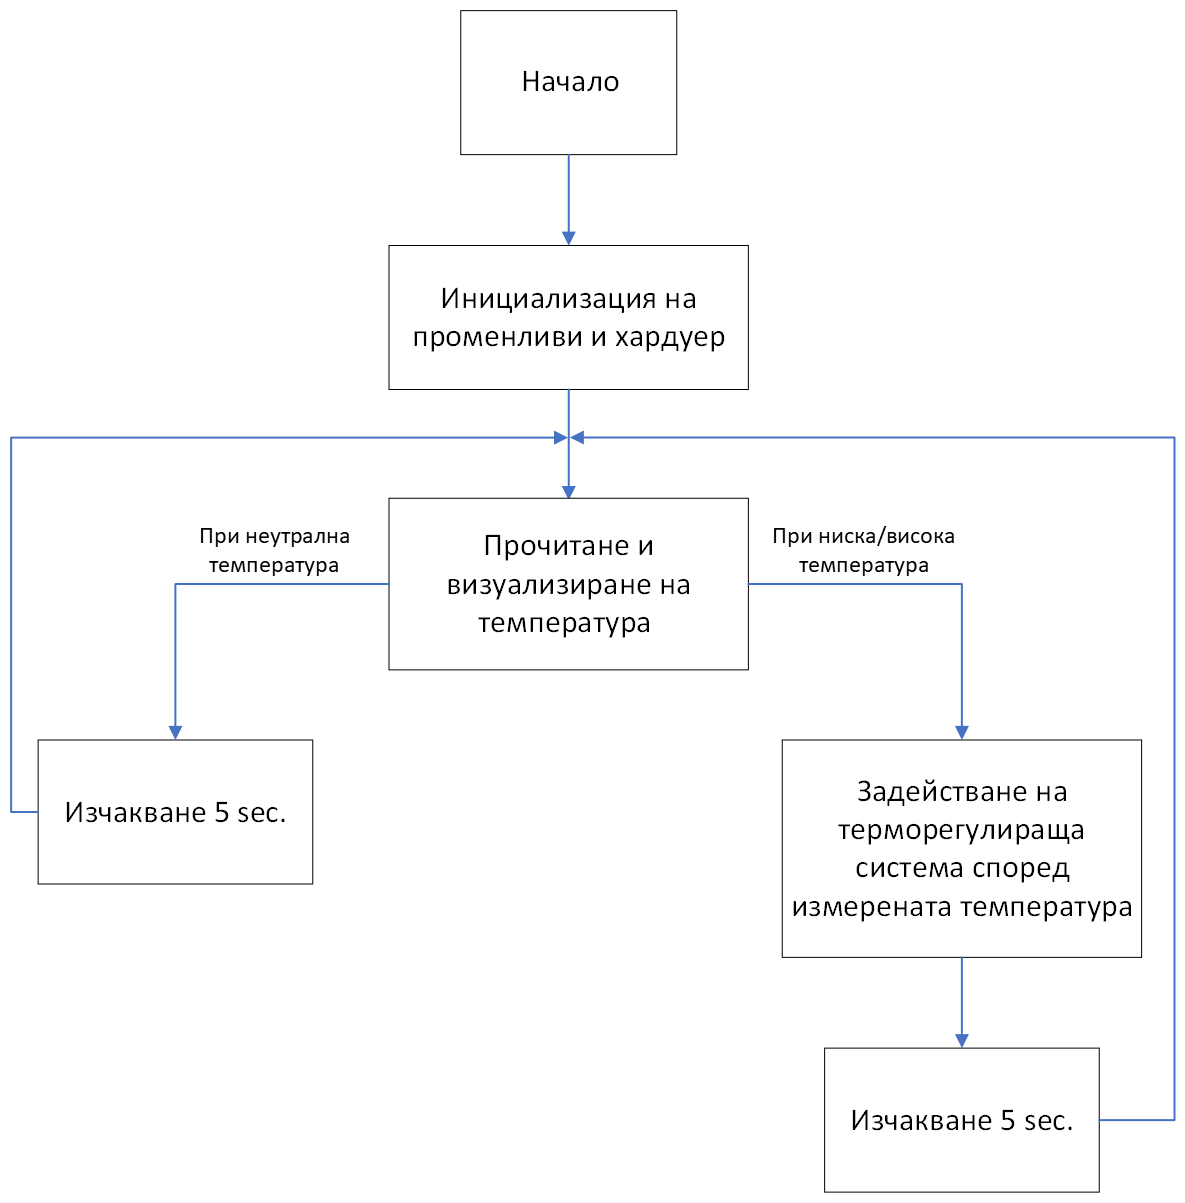 Начало
Инициализация на
променливи и хардуер
При неутрална
температура
Прочитане и
визуализиране на
температура
При ниска/висока
температура
Изчакване 5 sec.
Задействане на
терморегулираща
система според
измерената температура
Изчакване 5 sec.